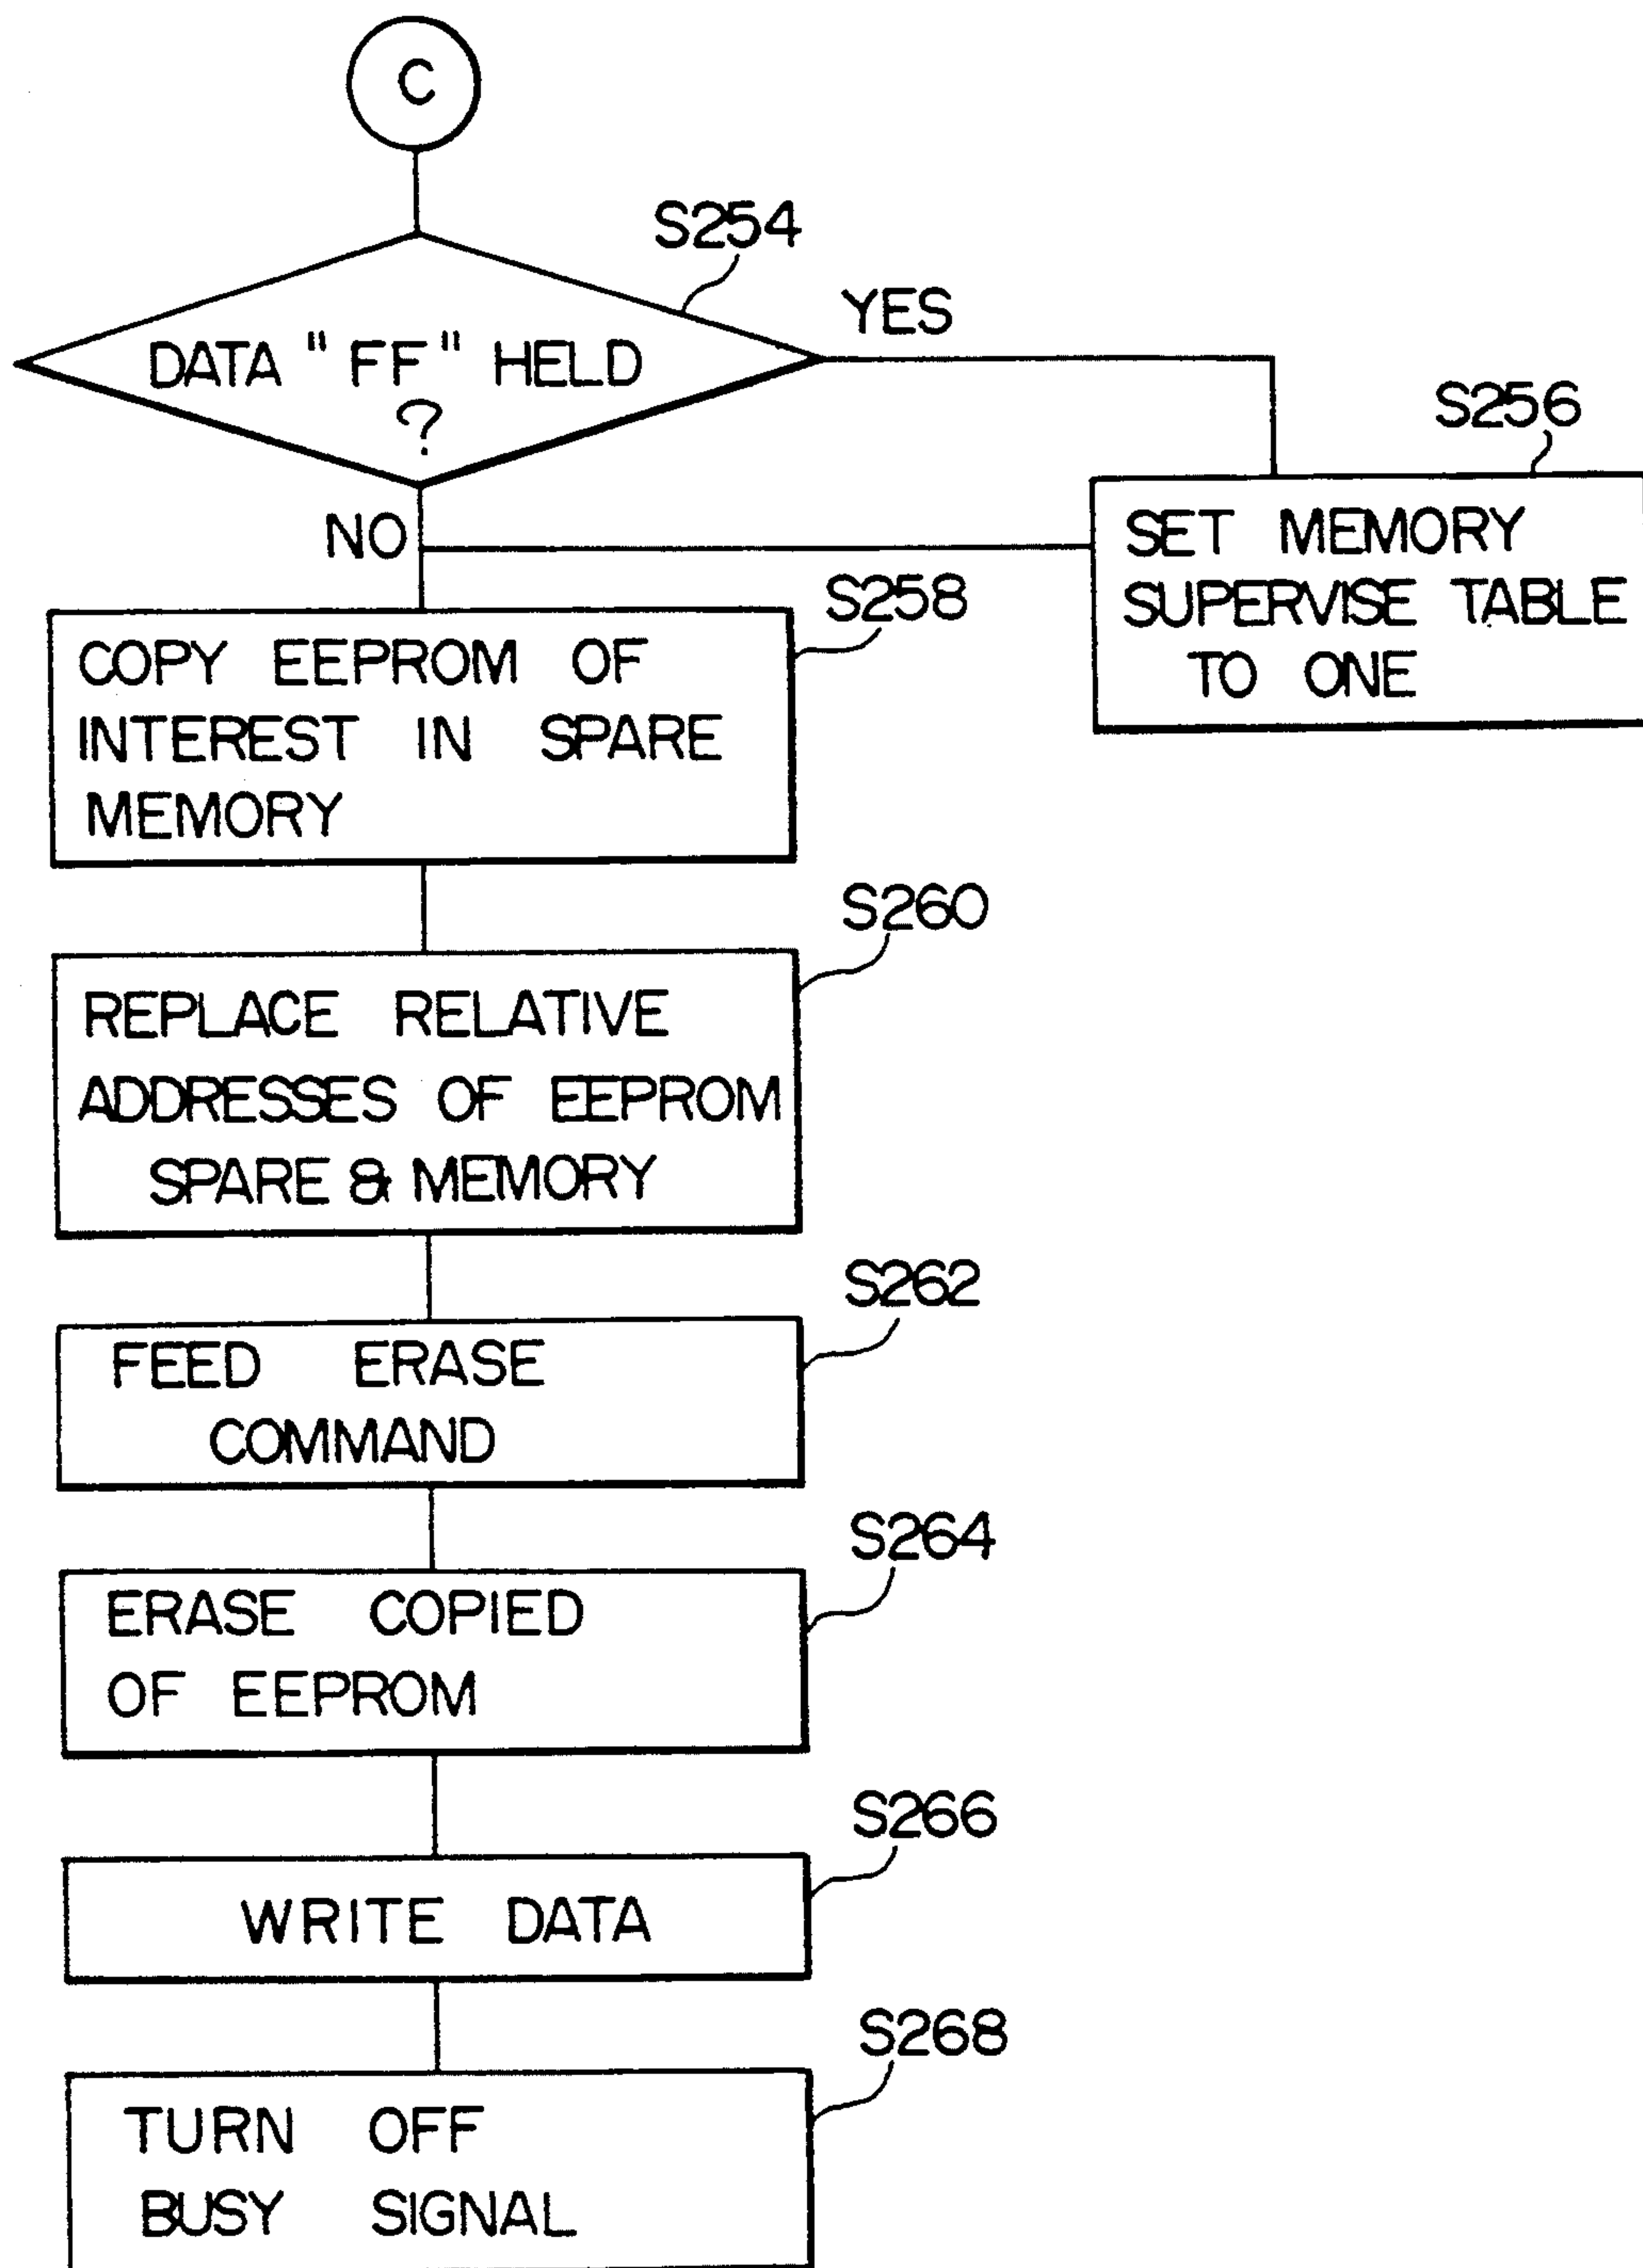 C
S254
DATA "FF" HELD
?
YES
S256
SET MEMORY
SUPERVISE TABLE
TO ONE
NO
S258
COPY EEPROM OF
INTEREST IN SPARE
MEMORY
S260
REPLACE RELATIVE
ADDRESSES OF EEPROM
SPARE & MEMORY
S262
FEED ERASE
COMMAND
S264
ERASE COPIED
OF EEPROM
S266
WRITE DATA
S268
TURN OFF
BUSY SIGNAL